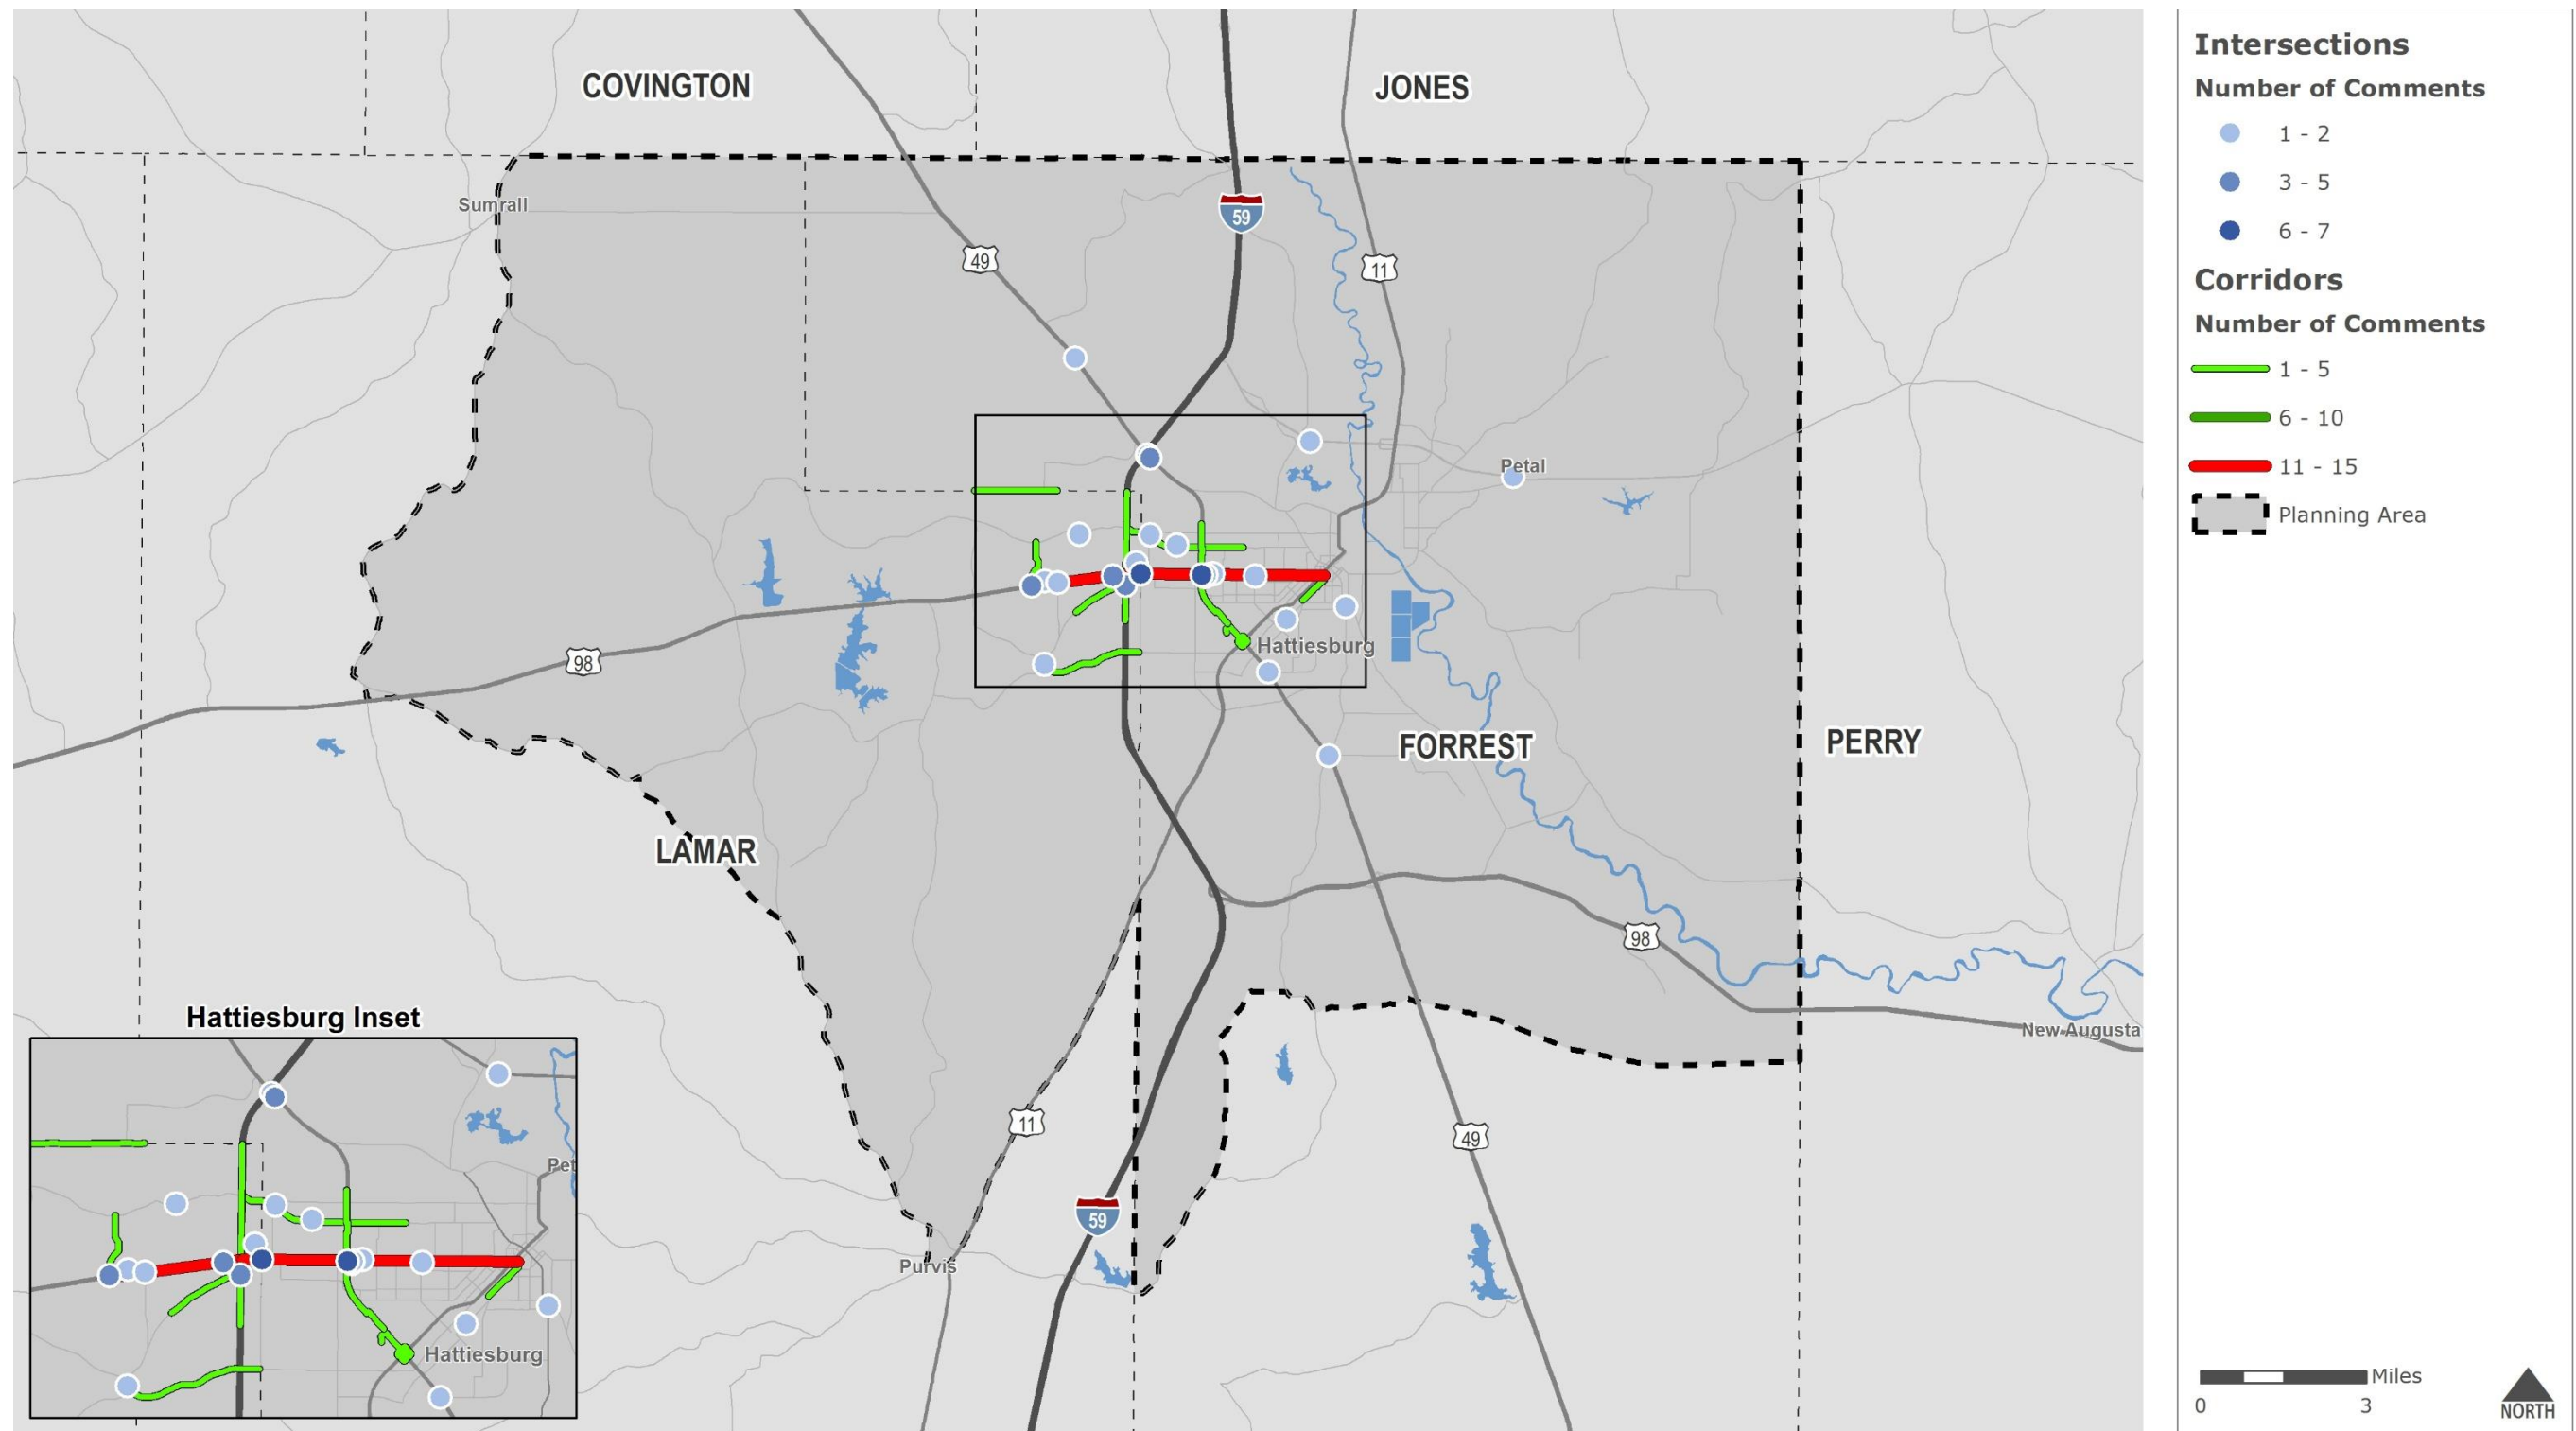 COVINGTON
JONES
Sumrall
59
49
11
Petal
Hattiesburg
98
FORREST
PERRY
LAMAR
98
New Augusta
11
49
59
Purvis
Hattiesburg Inset
Pet
Hattiesburg
Intersections
Number of Comments
1 - 2
3 - 5
6 - 7
Corridors
Number of Comments
1 - 5
6 - 10
11 - 15
Planning Area
Miles
0 3
NORTH